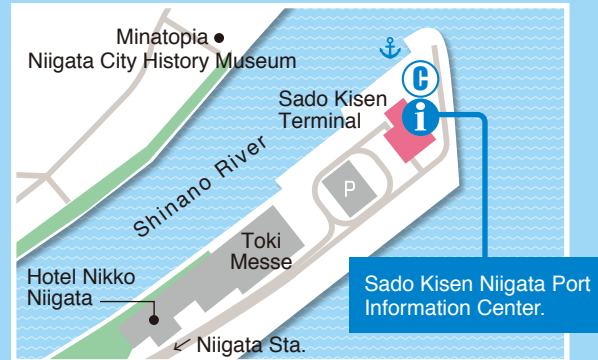 Minatopia
Niigata City History Museum
C
i
Sado Kisen
Terminal
Shinano River
P
Toki
Messe
Hotel Nikko
Niigata
Sado Kisen Niigata Port
Information Center.
Niigata Sta.